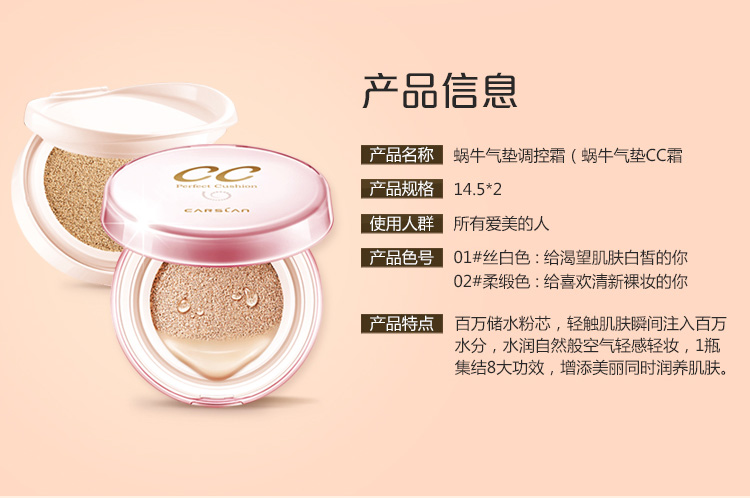 CC
Perfect Cushion
CARSLAN
产品信息
产品名称 蜗牛气垫调控霜（蜗牛气垫CC霜
产品规格 14.5*2
使用人群 所有爱美的人
产品色号 01#丝白色：给渴望肌肤白皙的你
02#柔缎色：给喜欢清新裸妆的你
产品特点 百万储水粉芯，轻触肌肤瞬间注入百万
水分，水润自然般空气轻感轻妆，1瓶
集结8大功效，增添美丽同时润养肌肤。